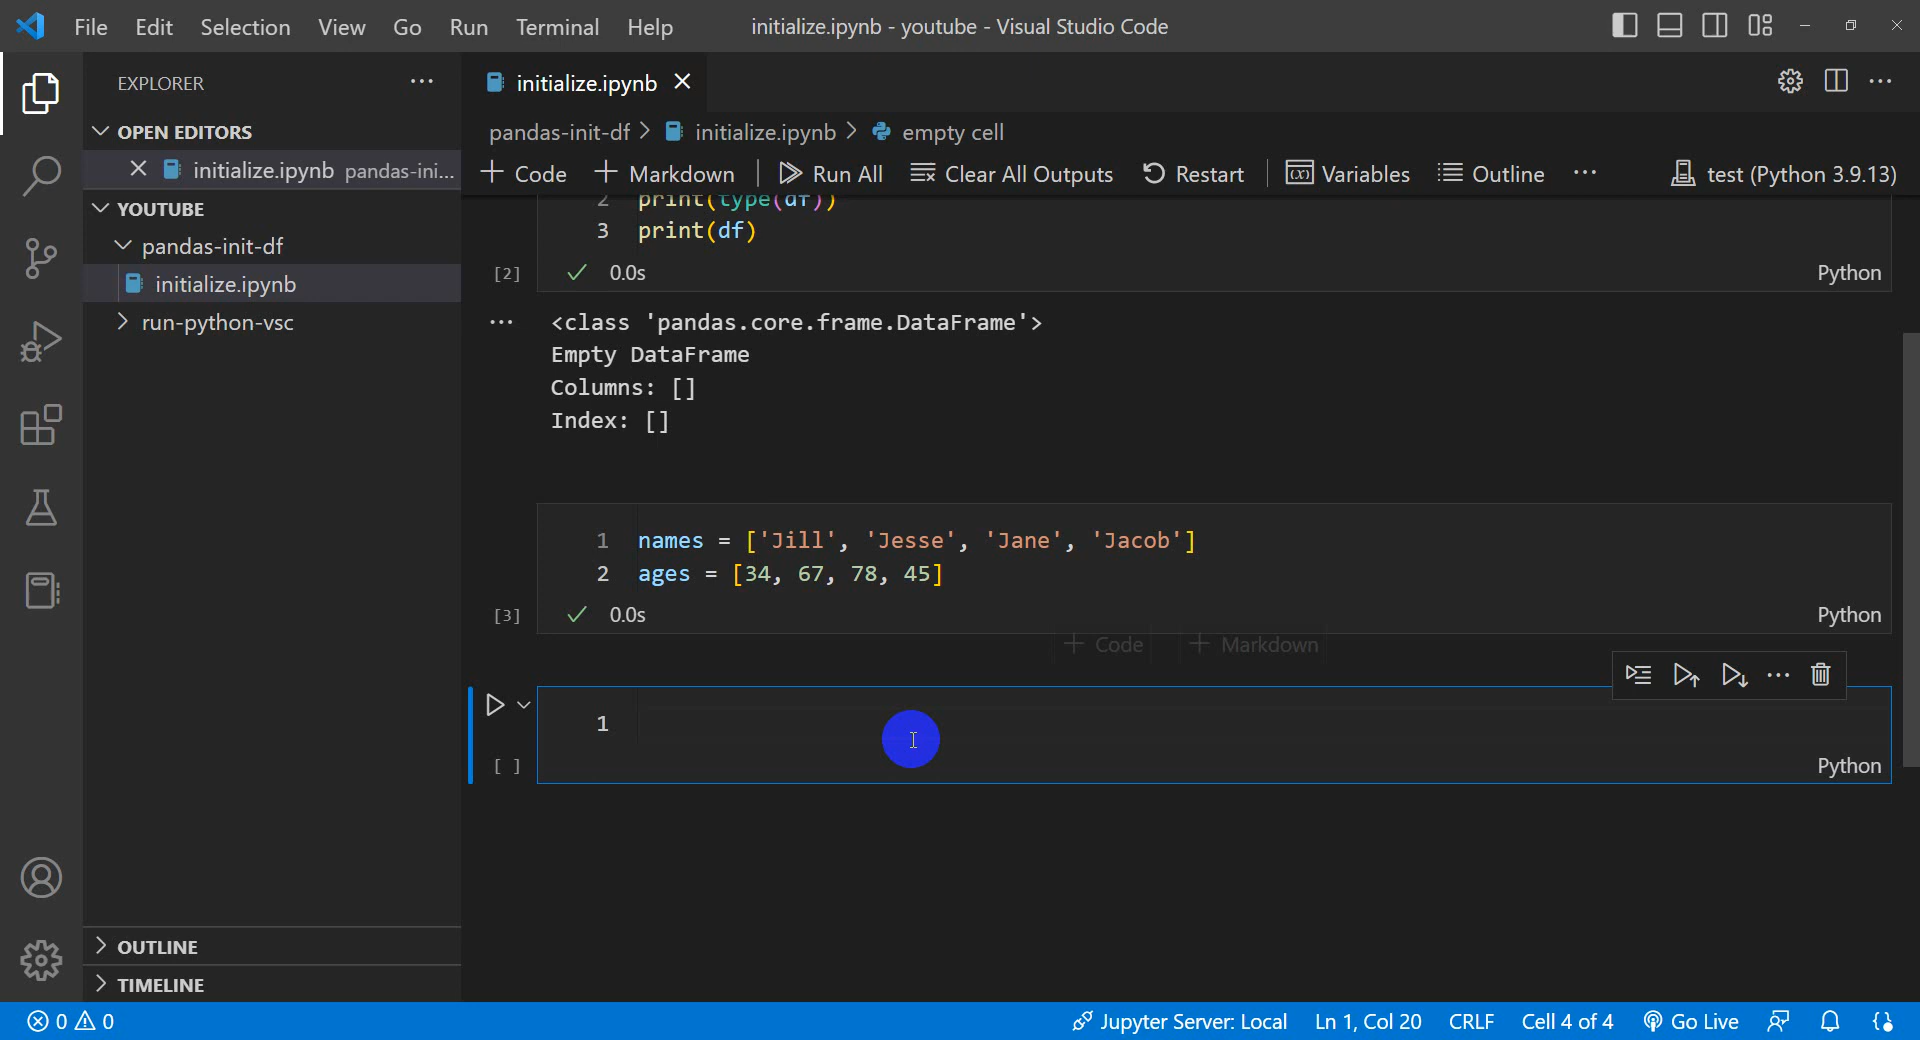 File Edit Selection View Go Run Terminal Help
initialize.ipynb - youtube - Visual Studio Code
EXPLORER
OPEN EDITORS
initialize.ipynb pandas-ini...
YOUTUBE
pandas-init-df
initialize.ipynb
run-python-vsc
OUTLINE
TIMELINE
initialize.ipynb
pandas-init-df > initialize.ipynb > empty cell
+ Code + Markdown | Run All Clear All Outputs Restart | Variables Outline ... test (Python 3.9.13)
2 print(type(df))
3 print(df)
[2] 0.0s Python
... <class 'pandas.core.frame.DataFrame'>
Empty DataFrame
Columns: []
Index: []
1 names = ['Jill', 'Jesse', 'Jane', 'Jacob']
2 ages = [34, 67, 78, 45]
[3] 0.0s Python
+ Code + Markdown
1
[ ] Python
0 0 Jupyter Server: Local Ln 1, Col 20 CRLF Cell 4 of 4 Go Live